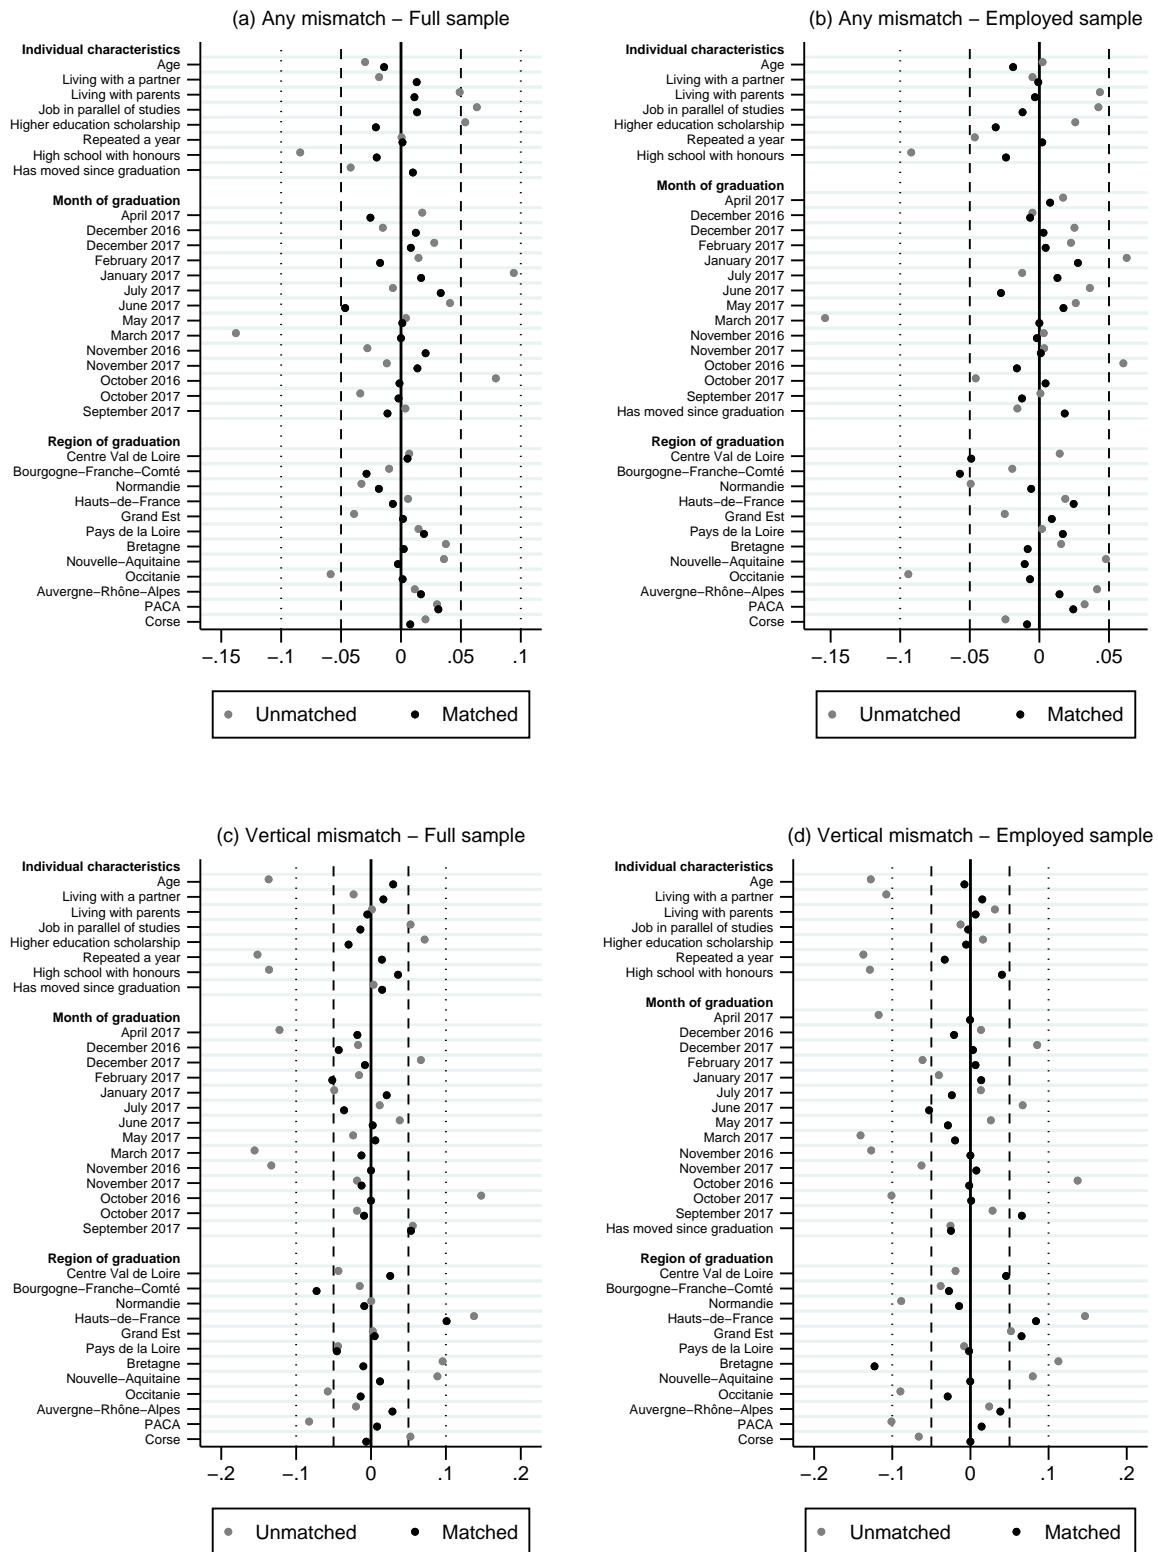 (a) Any mismatch − Full sample
Individual characteristics
Age
Living with a partner
Living with parents
Job in parallel of studies
Higher education scholarship
Repeated a year
High school with honours
Has moved since graduation
Month of graduation
April 2017
December 2016
December 2017
February 2017
January 2017
July 2017
June 2017
May 2017
March 2017
November 2016
November 2017
October 2016
October 2017
September 2017
Region of graduation
Centre Val de Loire
Bourgogne−Franche−Comté
Normandie
Hauts−de−France
Grand Est
Pays de la Loire
Bretagne
Nouvelle−Aquitaine
Occitanie
Auvergne−Rhône−Alpes
PACA
Corse
−.15 −.1 −.05 0 .05 .1
Unmatched Matched
(b) Any mismatch − Employed sample
Individual characteristics
Age
Living with a partner
Living with parents
Job in parallel of studies
Higher education scholarship
Repeated a year
High school with honours
Month of graduation
April 2017
December 2016
December 2017
February 2017
January 2017
July 2017
June 2017
May 2017
March 2017
November 2016
November 2017
October 2016
October 2017
September 2017
Has moved since graduation
Region of graduation
Centre Val de Loire
Bourgogne−Franche−Comté
Normandie
Hauts−de−France
Grand Est
Pays de la Loire
Bretagne
Nouvelle−Aquitaine
Occitanie
Auvergne−Rhône−Alpes
PACA
Corse
−.15 −.1 −.05 0 .05
Unmatched Matched
(c) Vertical mismatch − Full sample
Individual characteristics
Age
Living with a partner
Living with parents
Job in parallel of studies
Higher education scholarship
Repeated a year
High school with honours
Has moved since graduation
Month of graduation
April 2017
December 2016
December 2017
February 2017
January 2017
July 2017
June 2017
May 2017
March 2017
November 2016
November 2017
October 2016
October 2017
September 2017
Region of graduation
Centre Val de Loire
Bourgogne−Franche−Comté
Normandie
Hauts−de−France
Grand Est
Pays de la Loire
Bretagne
Nouvelle−Aquitaine
Occitanie
Auvergne−Rhône−Alpes
PACA
Corse
−.2 −.1 0 .1 .2
Unmatched Matched
(d) Vertical mismatch − Employed sample
Individual characteristics
Age
Living with a partner
Living with parents
Job in parallel of studies
Higher education scholarship
Repeated a year
High school with honours
Month of graduation
April 2017
December 2016
December 2017
February 2017
January 2017
July 2017
June 2017
May 2017
March 2017
November 2016
November 2017
October 2016
October 2017
September 2017
Has moved since graduation
Region of graduation
Centre Val de Loire
Bourgogne−Franche−Comté
Normandie
Hauts−de−France
Grand Est
Pays de la Loire
Bretagne
Nouvelle−Aquitaine
Occitanie
Auvergne−Rhône−Alpes
PACA
Corse
−.2 −.1 0 .1 .2
Unmatched Matched